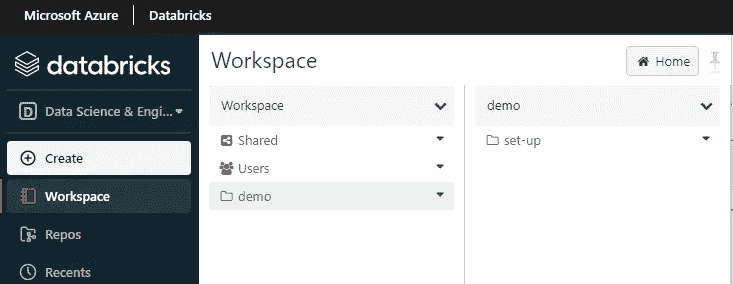 Microsoft Azure Databricks
databricks
D Data Science & Engi...
Create
Workspace
Repos
Recents
Workspace
Home
Workspace
Shared
Users
demo
demo
set-up